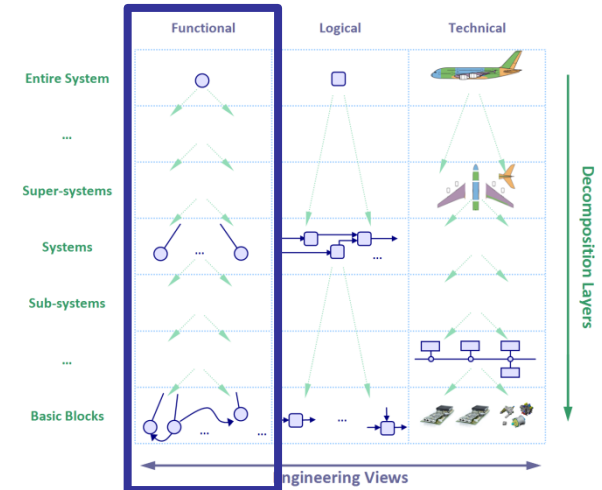 Functional Logical Technical
Entire System
...
Super-systems
Systems ... ...
Sub-systems
...
Basic Blocks ... ... ...
Decomposition Layers
ngineering Views